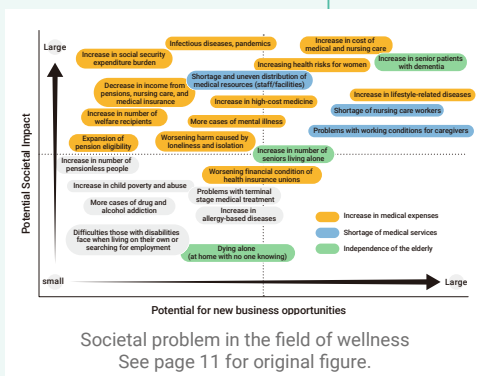 Large
Infectious diseases, pandemics
Increase in cost of
medical and nursing care
Increase in social security
expenditure burden
Increasing health risks for women
Increase in senior patients
with dementia
Shortage and uneven distribution of
medical resources (staff/facilities)
Decrease in income from
pensions, nursing care, and
medical insurance
Increase in high-cost medicine
Increase in lifestyle-related diseases
Increase in number of
welfare recipients
More cases of mental illness
Shortage of nursing care workers
Problems with working conditions for caregivers
Expansion of
pension eligibility
Worsening harm caused by
loneliness and isolation
Increase in number of
seniors living alone
Increase in number of
pensionless people
Worsening financial condition of
health insurance unions
Increase in child poverty and abuse
Problems with terminal
stage medical treatment
More cases of drug and
alcohol addiction
Increase in
allergy-based diseases
Difficulties those with disabilities
face when living on their own or
searching for employment
Dying alone
(at home with no one knowing)
Increase in medical expenses
Shortage of medical services
Independence of the elderly
Potential Societal Impact
small
Large
Potential for new business opportunities
Societal problem in the field of wellness
See page 11 for original figure.